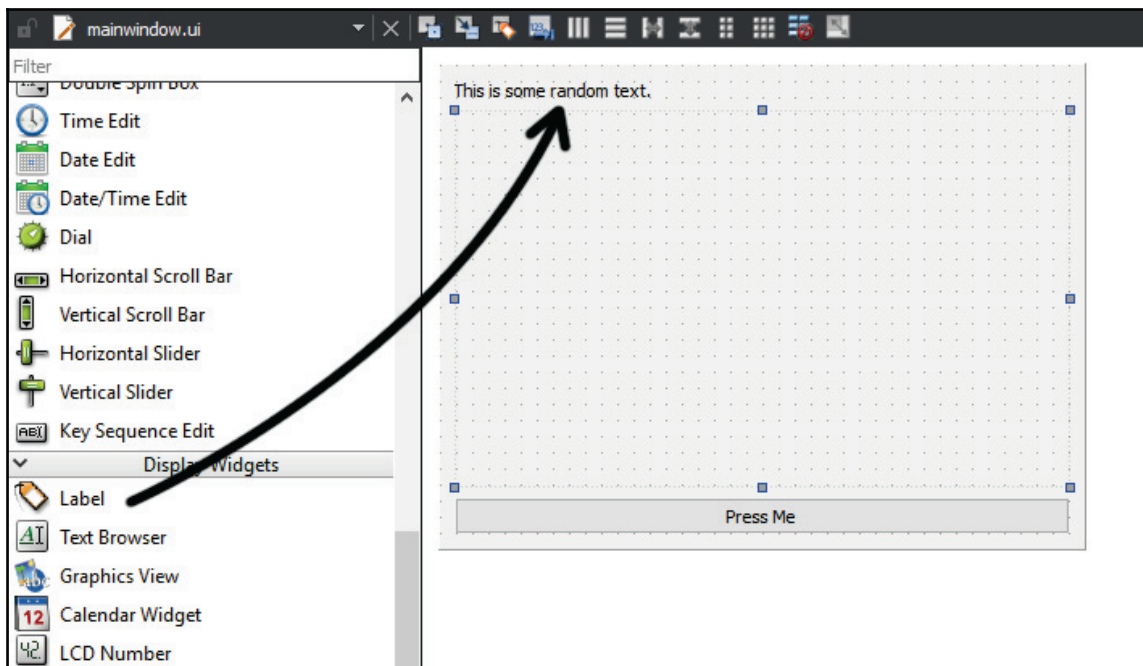 mainwindow.ui
Filter
Double Spin Box
Time Edit
Date Edit
Date/Time Edit
Dial
Horizontal Scroll Bar
Vertical Scroll Bar
Horizontal Slider
Vertical Slider
Key Sequence Edit
Display Widgets
Label
Text Browser
Graphics View
Calendar Widget
LCD Number
This is some random text.
Press Me